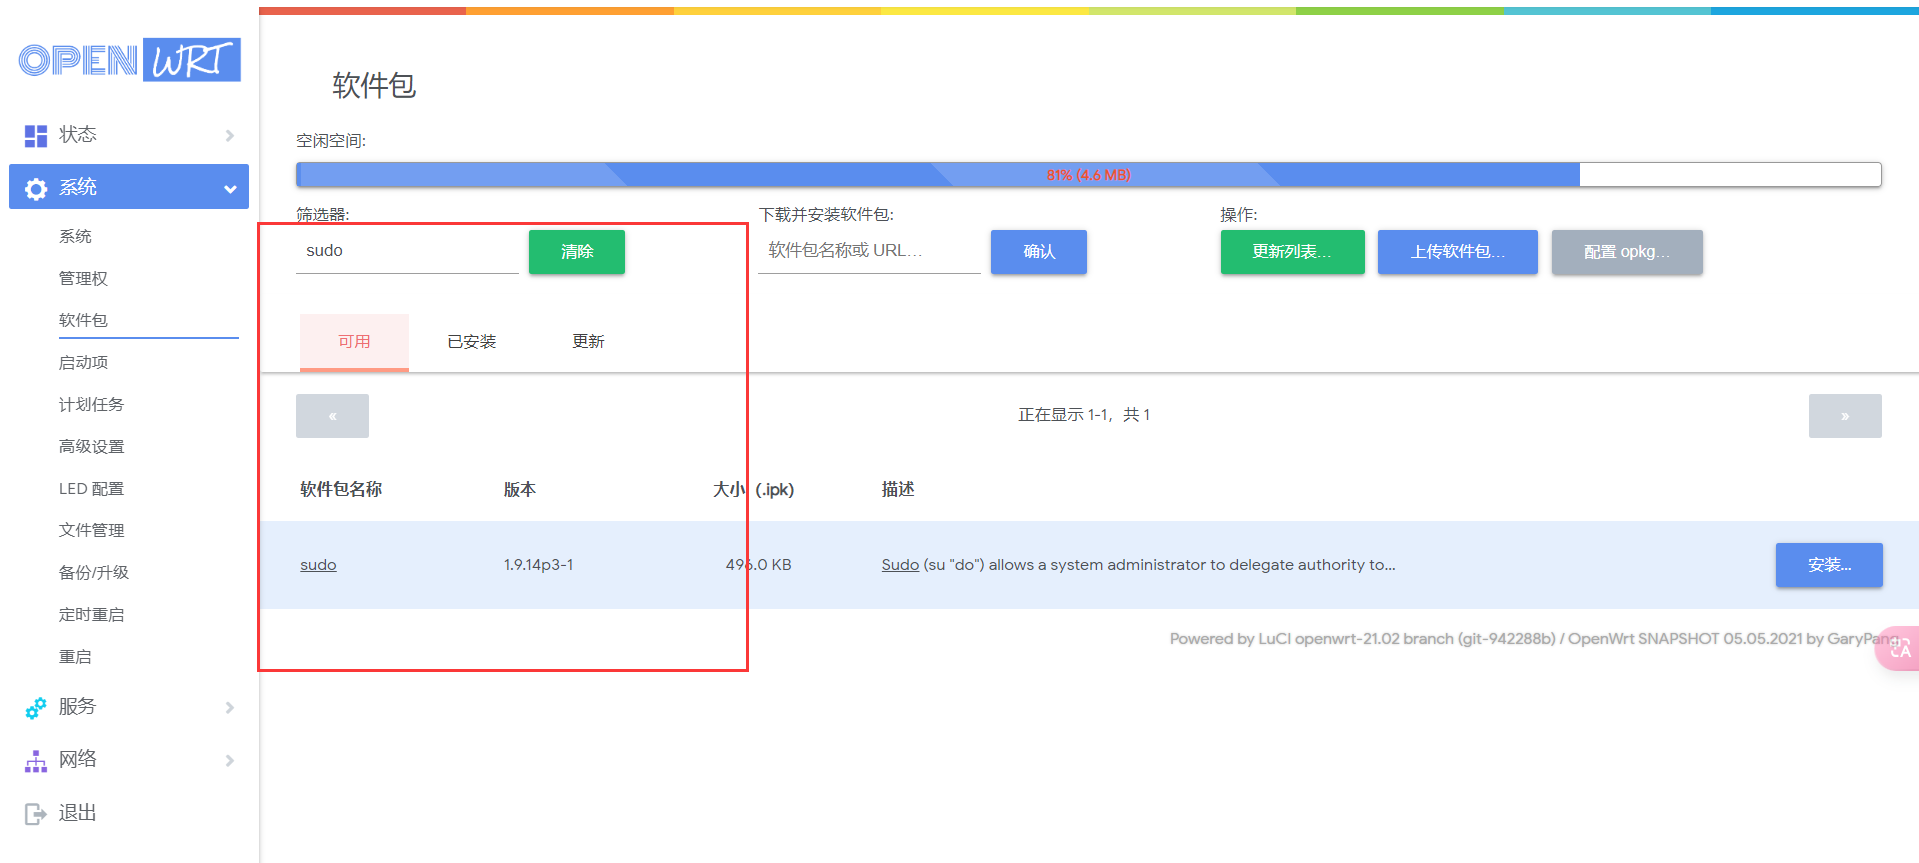 OPENWRT
状态
系统
系统
管理权
软件包
启动项
计划任务
高级设置
LED 配置
文件管理
备份/升级
定时重启
重启
服务
网络
退出
软件包
空闲空间:
81% (4.6 MB)
筛选器: 下载并安装软件包: 操作:
sudo 清除 软件包名称或 URL... 确认 更新列表... 上传软件包... 配置 opkg...
可用 已安装 更新
« 正在显示 1-1，共 1 »
软件包名称 版本 大小 (.ipk) 描述
sudo 1.9.14p3-1 496.0 KB Sudo (su "do") allows a system administrator to delegate authority to... 安装...
Powered by LuCI openwrt-21.02 branch (git-942288b) / OpenWrt SNAPSHOT 05.05.2021 by GaryPang